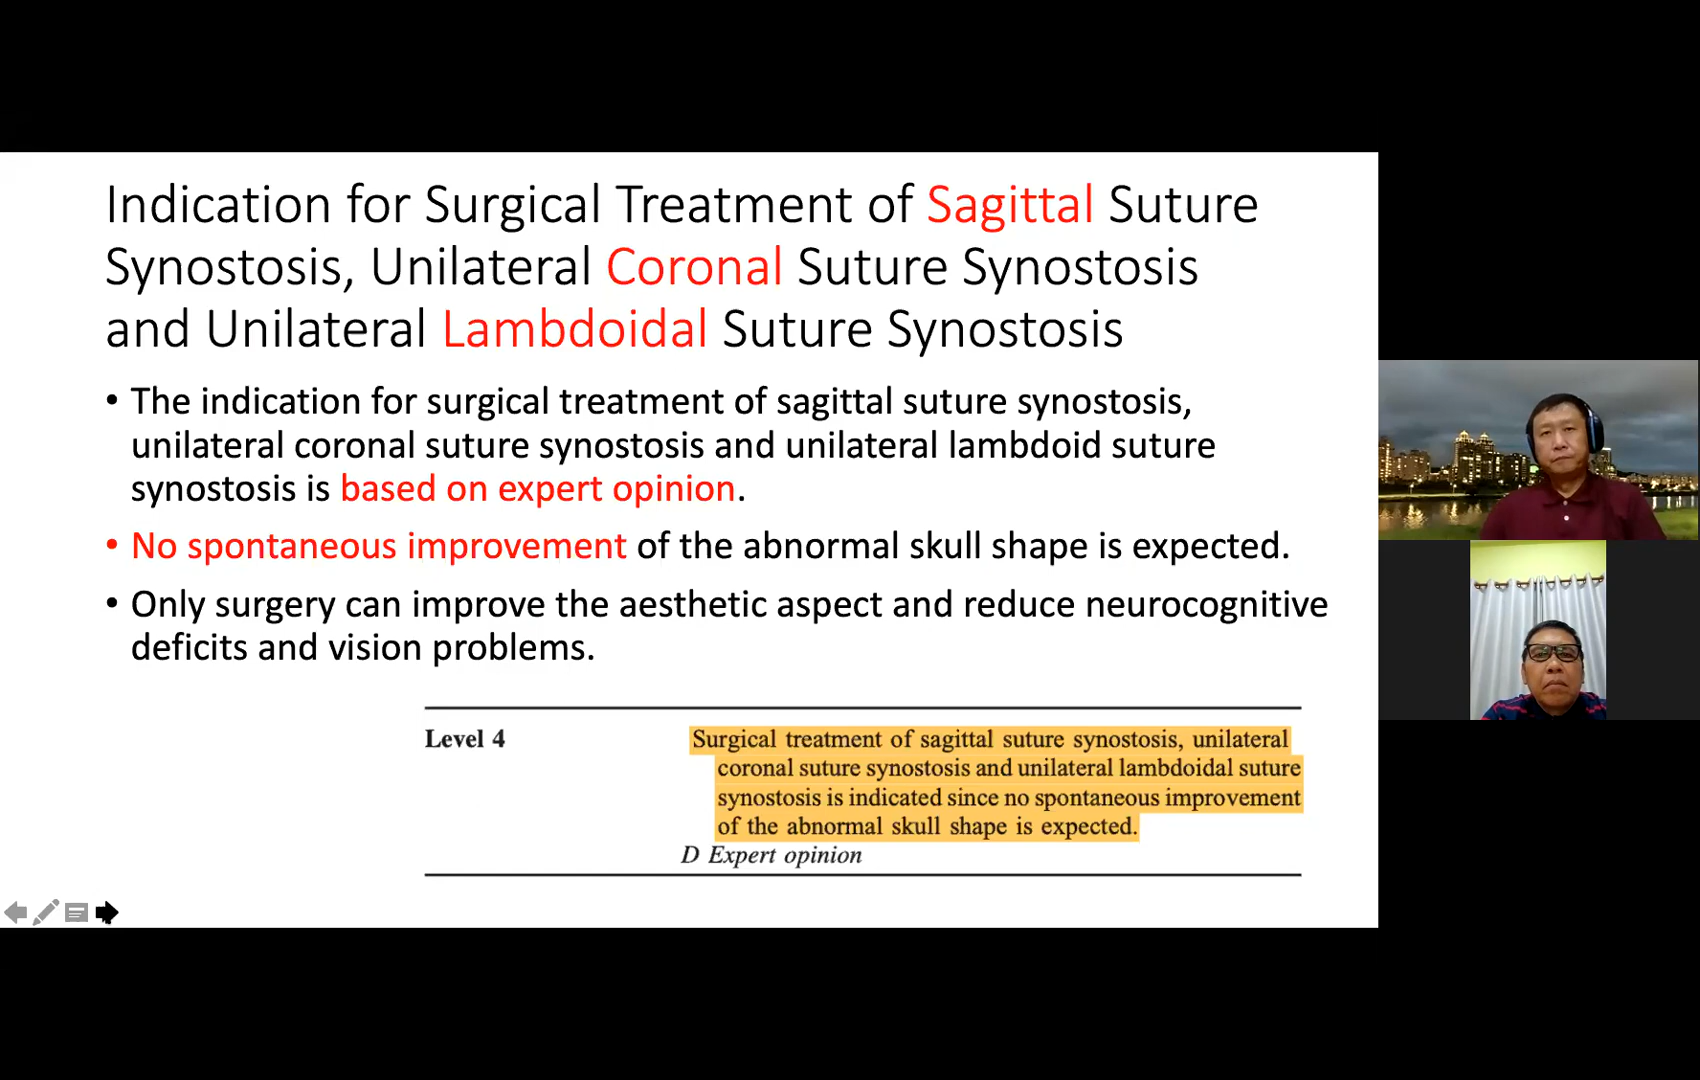 Indication for Surgical Treatment of Sagittal Suture
Synostosis, Unilateral Coronal Suture Synostosis
and Unilateral Lambdoidal Suture Synostosis
• The indication for surgical treatment of sagittal suture synostosis,
unilateral coronal suture synostosis and unilateral lambdoid suture
synostosis is based on expert opinion.
• No spontaneous improvement of the abnormal skull shape is expected.
• Only surgery can improve the aesthetic aspect and reduce neurocognitive
deficits and vision problems.
Level 4
Surgical treatment of sagittal suture synostosis, unilateral
coronal suture synostosis and unilateral lambdoidal suture
synostosis is indicated since no spontaneous improvement
of the abnormal skull shape is expected.
D Expert opinion